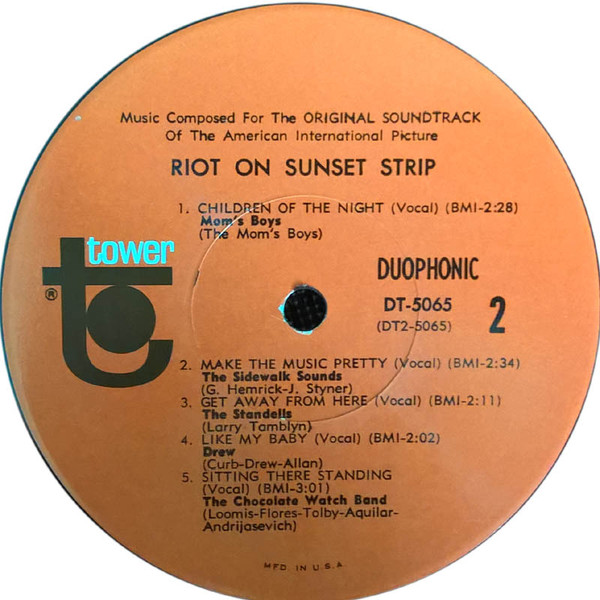 Music Composed For The ORIGINAL SOUNDTRACK
Of The American International Picture
RIOT ON SUNSET STRIP
1. CHILDREN OF THE NIGHT (Vocal) (BMI-2:28)
Mom's Boys
(The Mom's Boys)
tower
®
DUOPHONIC
DT-5065
(DT2-5065)
2
2. MAKE THE MUSIC PRETTY (Vocal) (BMI-2:34)
The Sidewalk Sounds
(G. Hemrick-J. Styner)
3. GET AWAY FROM HERE (Vocal) (BMI-2:11)
The Standells
(Larry Tamblyn)
4. LIKE MY BABY (Vocal) (BMI-2:02)
Drew
(Curb-Drew-Allan)
5. SITTING THERE STANDING
(Vocal) (BMI-3:01)
The Chocolate Watch Band
(Loomis-Flores-Tolby-Aquilar-
Andrijasevich)
MFD. IN U.S.A.